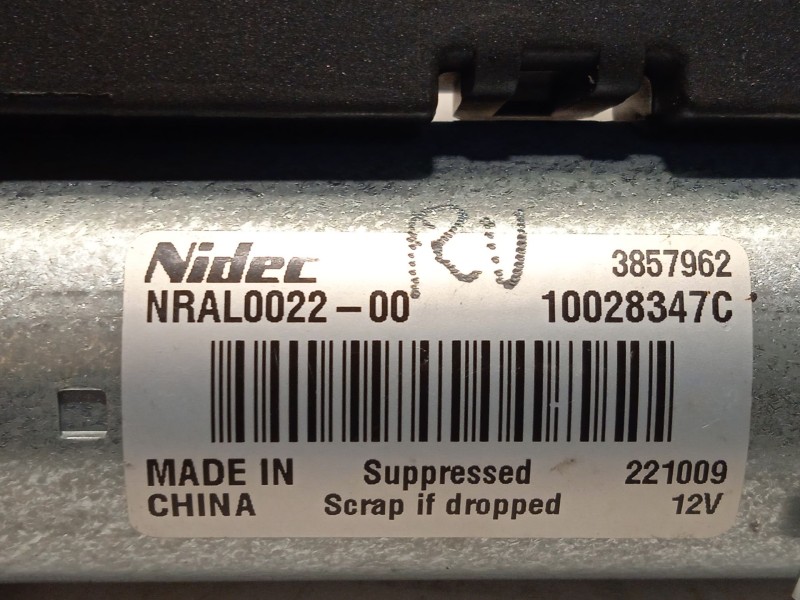 Nidec 3857962
NRAL0022-00 10028347C
MADE IN Suppressed 221009
CHINA Scrap if dropped 12V